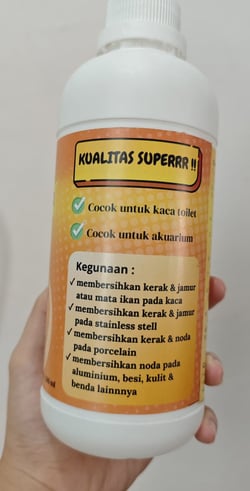 KUALITAS SUPERRR !!
Cocok untuk kaca toilet
Cocok untuk akuarium
Kegunaan :
membersihkan kerak & jamur
atau mata ikan pada kaca
membersihkan kerak & jamur
pada stainless stell
membersihkan kerak & noda
pada porcelain
membersihkan noda pada
aluminium, besi, kulit &
benda lainnnya